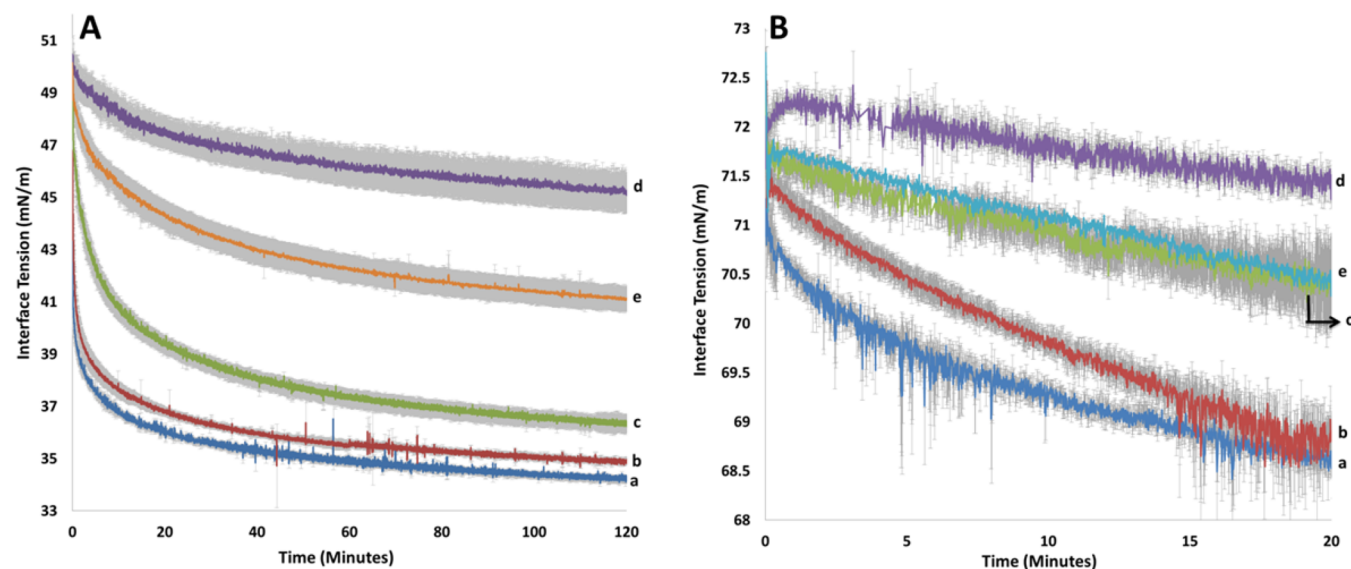 A
Interface Tension (mN/m)
51
49
47
45
43
41
39
37
35
33
0 20 40 60 80 100 120
Time (Minutes)
d
e
c
b
a
B
Interface Tension (mN/m)
73
72.5
72
71.5
71
70.5
70
69.5
69
68.5
68
0 5 10 15 20
Time (Minutes)
d
e
c
b
a